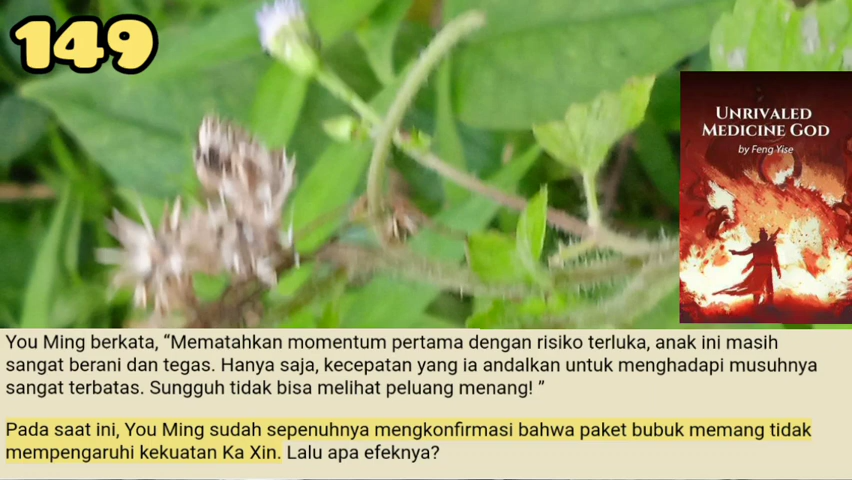 149
UNRIVALED
MEDICINE GOD
by Feng Yise
You Ming berkata, “Mematahkan momentum pertama dengan risiko terluka, anak ini masih
sangat berani dan tegas. Hanya saja, kecepatan yang ia andalkan untuk menghadapi musuhnya
sangat terbatas. Sungguh tidak bisa melihat peluang menang! ”
Pada saat ini, You Ming sudah sepenuhnya mengkonfirmasi bahwa paket bubuk memang tidak
mempengaruhi kekuatan Ka Xin. Lalu apa efeknya?